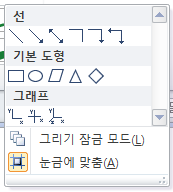 선
기본 도형
그래프
그리기 잠금 모드(L)
눈금에 맞춤(A)